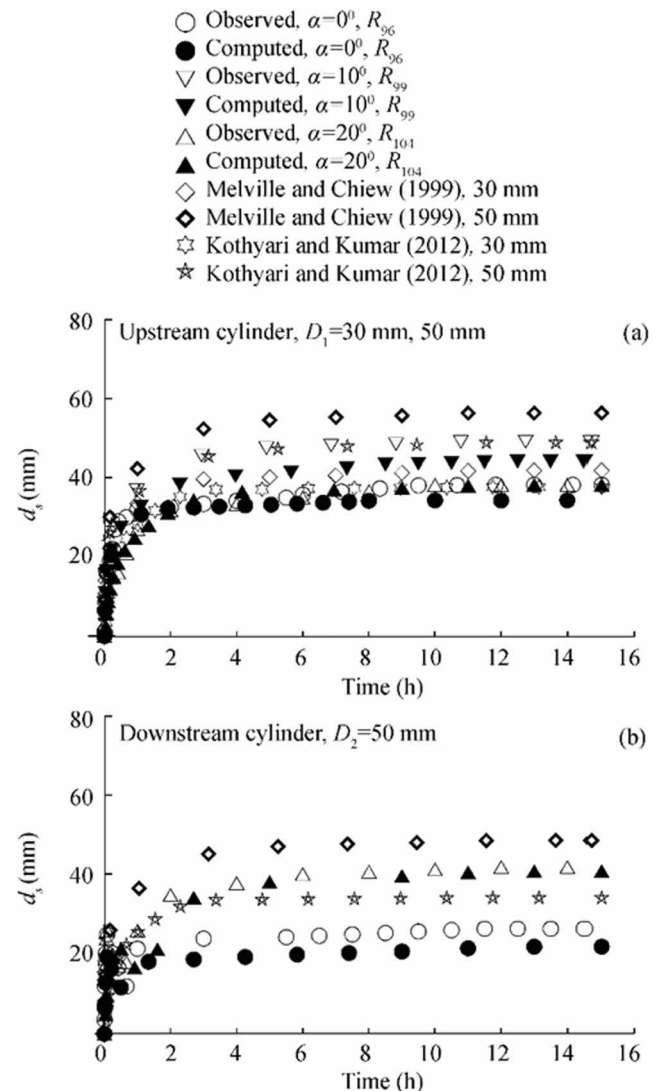 Observed, α=0⁰, R₉₆
Computed, α=0⁰, R₉₆
Observed, α=10⁰, R₉₉
Computed, α=10⁰, R₉₉
Observed, α=20⁰, R₁₀₄
Computed, α=20⁰, R₁₀₄
Melville and Chiew (1999), 30 mm
Melville and Chiew (1999), 50 mm
Kothyari and Kumar (2012), 30 mm
Kothyari and Kumar (2012), 50 mm
80
Upstream cylinder, D₁=30 mm, 50 mm (a)
60
40
20
dₛ (mm)
0 2 4 6 8 10 12 14 16
Time (h)
80
Downstream cylinder, D₂=50 mm (b)
60
40
20
dₛ (mm)
0
0 2 4 6 8 10 12 14 16
Time (h)